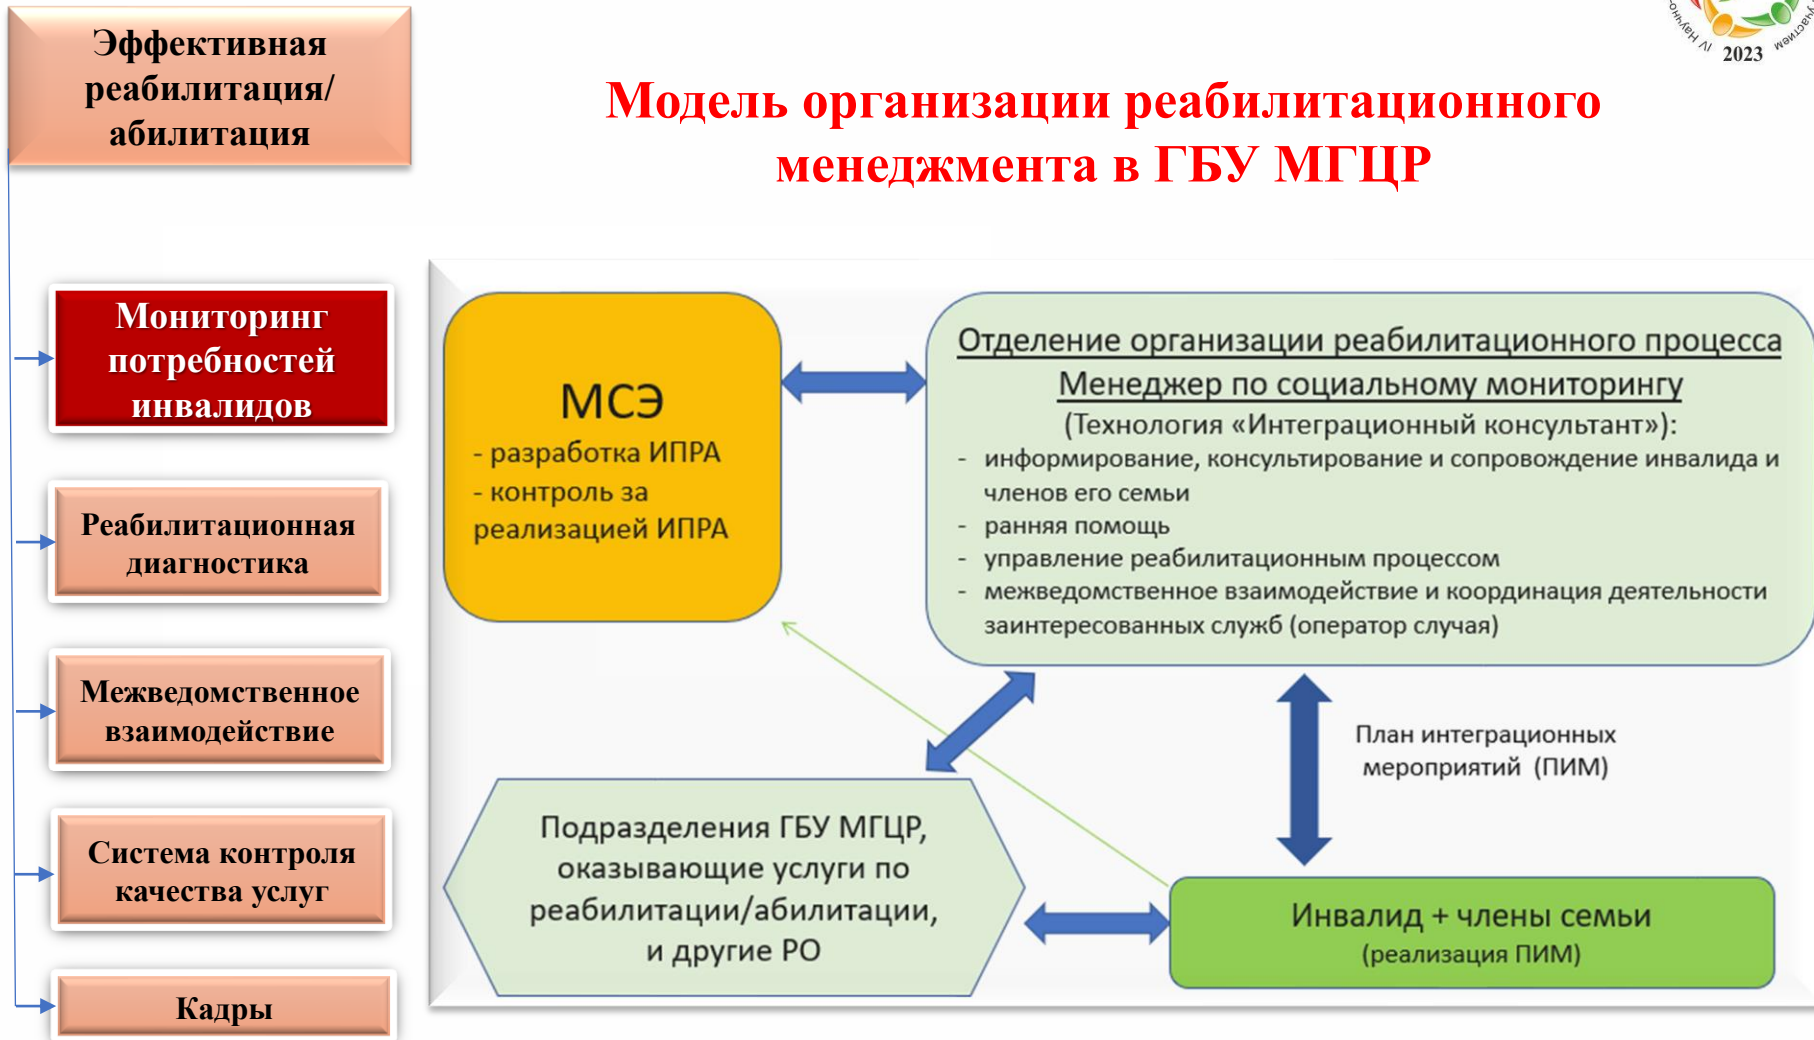 Эффективная
реабилитация/
абилитация
IV Научно-
2023
участием
Модель организации реабилитационного
менеджмента в ГБУ МГЦР
Мониторинг
потребностей
инвалидов
Реабилитационная
диагностика
Межведомственное
взаимодействие
Система контроля
качества услуг
Кадры
МСЭ
- разработка ИПРА
- контроль за
реализацией ИПРА
Отделение организации реабилитационного процесса
Менеджер по социальному мониторингу
(Технология «Интеграционный консультант»):
- информирование, консультирование и сопровождение инвалида и
членов его семьи
- ранняя помощь
- управление реабилитационным процессом
- межведомственное взаимодействие и координация деятельности
заинтересованных служб (оператор случая)
План интеграционных
мероприятий (ПИМ)
Подразделения ГБУ МГЦР,
оказывающие услуги по
реабилитации/абилитации,
и другие РО
Инвалид + члены семьи
(реализация ПИМ)